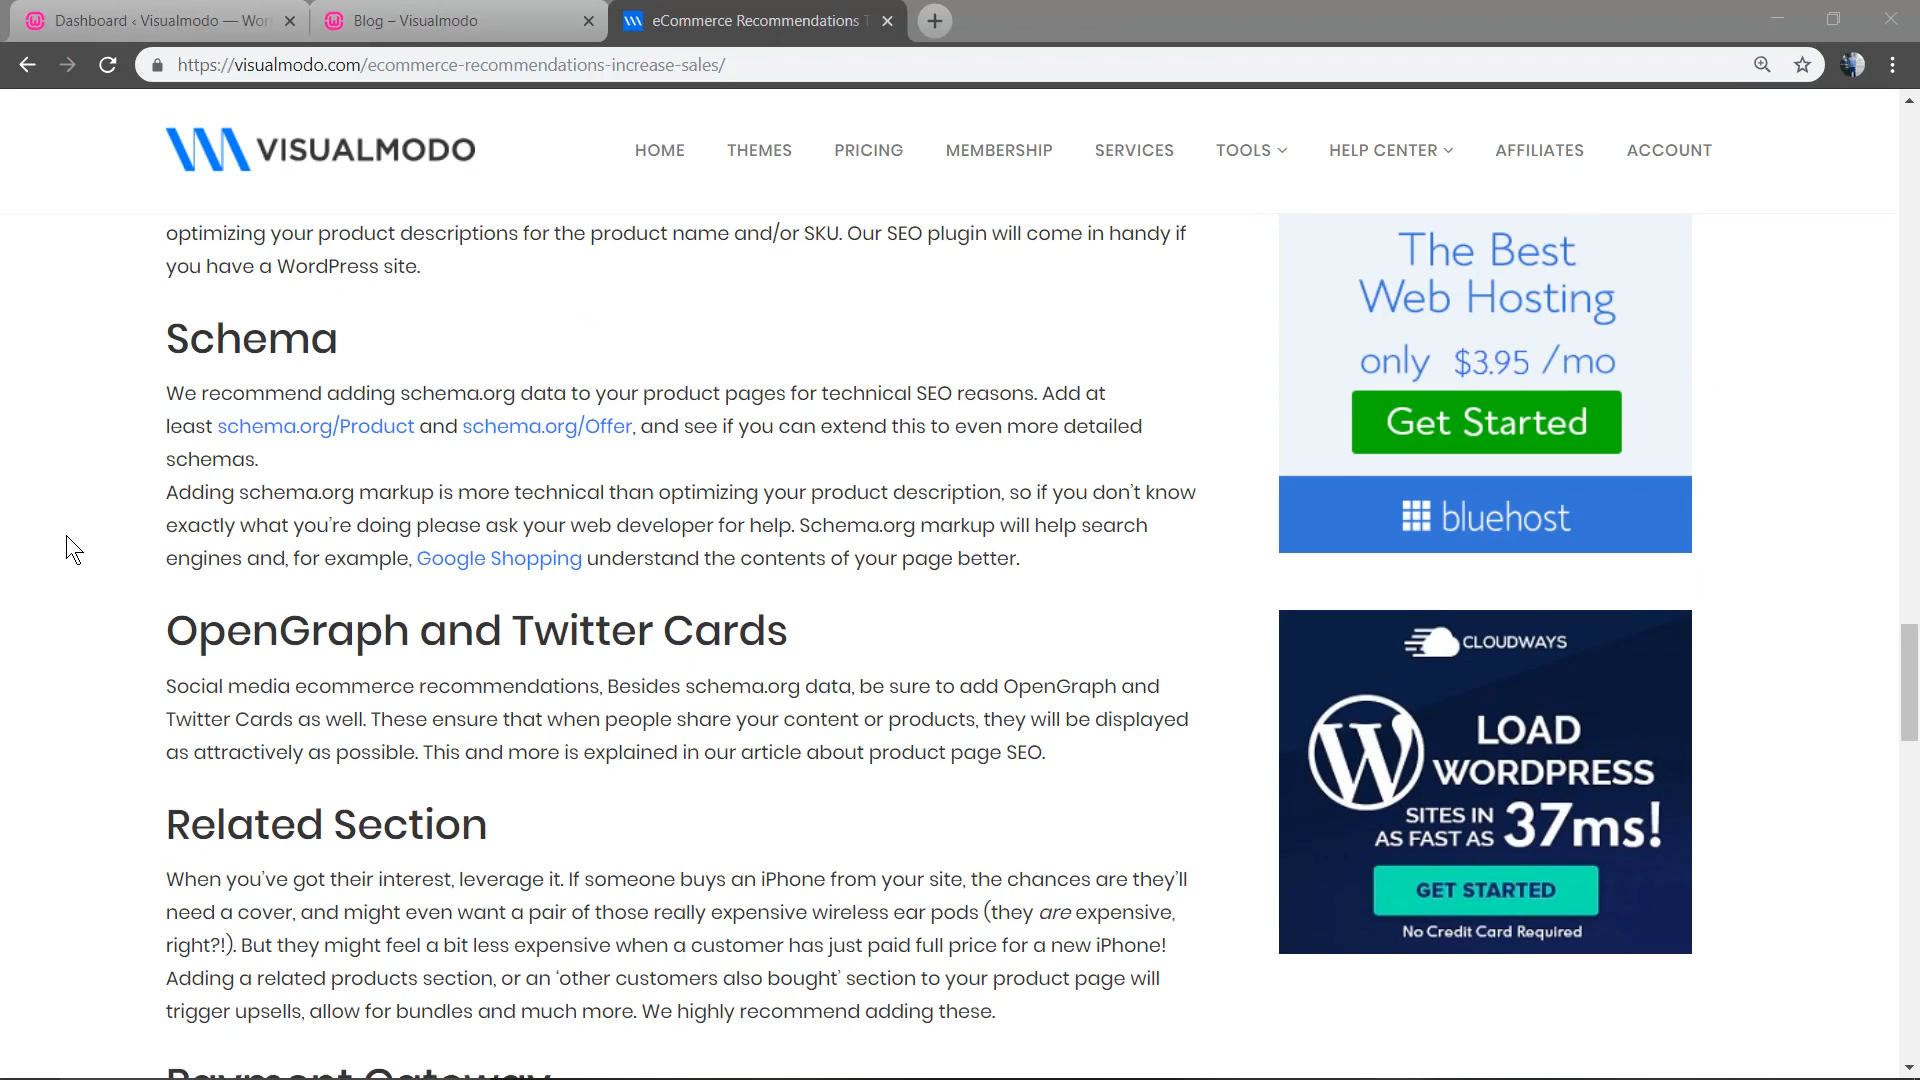 Dashboard ‹ Visualmodo — Wor
Blog – Visualmodo
eCommerce Recommendations T
https://visualmodo.com/ecommerce-recommendations-increase-sales/
VISUALMODO
HOME
THEMES
PRICING
MEMBERSHIP
SERVICES
TOOLS
HELP CENTER
AFFILIATES
ACCOUNT
optimizing your product descriptions for the product name and/or SKU. Our SEO plugin will come in handy if
you have a WordPress site.
Schema
We recommend adding schema.org data to your product pages for technical SEO reasons. Add at
least schema.org/Product and schema.org/Offer, and see if you can extend this to even more detailed
schemas.
Adding schema.org markup is more technical than optimizing your product description, so if you don’t know
exactly what you’re doing please ask your web developer for help. Schema.org markup will help search
engines and, for example, Google Shopping understand the contents of your page better.
OpenGraph and Twitter Cards
Social media ecommerce recommendations, Besides schema.org data, be sure to add OpenGraph and
Twitter Cards as well. These ensure that when people share your content or products, they will be displayed
as attractively as possible. This and more is explained in our article about product page SEO.
Related Section
When you’ve got their interest, leverage it. If someone buys an iPhone from your site, the chances are they’ll
need a cover, and might even want a pair of those really expensive wireless ear pods (they are expensive,
right?!). But they might feel a bit less expensive when a customer has just paid full price for a new iPhone!
Adding a related products section, or an ‘other customers also bought’ section to your product page will
trigger upsells, allow for bundles and much more. We highly recommend adding these.
Payment Gateway
The Best
Web Hosting
only $3.95 /mo
Get Started
bluehost
CLOUDWAYS
LOAD
WORDPRESS
SITES IN
AS FAST AS 37ms!
GET STARTED
No Credit Card Required